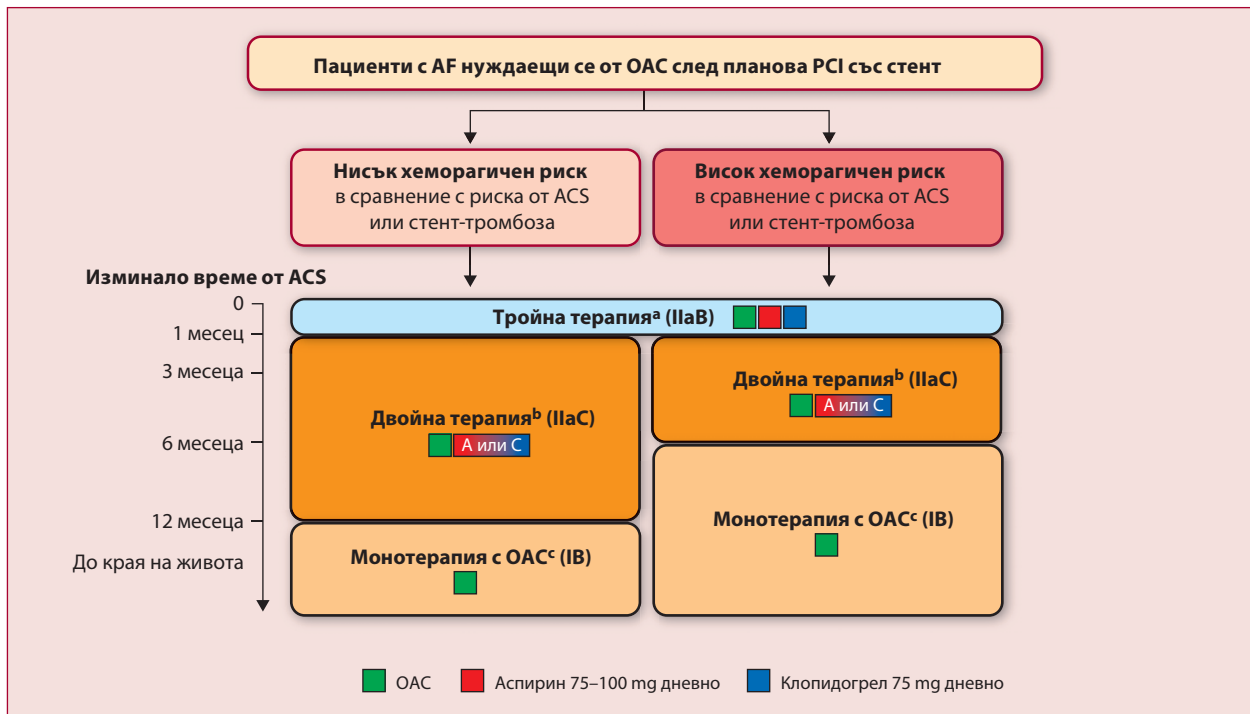 Пациенти с AF нуждаещи се от OAC след планова PCI със стент
Нисък хеморагичен риск
в сравнение с риска от ACS
или стент-тромбоза
Висок хеморагичен риск
в сравнение с риска от ACS
или стент-тромбоза
Изминало време от ACS
0
1 месец
3 месеца
6 месеца
12 месеца
До края на живота
Тройна терапияᵃ (IIaB)
Двойна терапияᵇ (IIaC)
А или С
Монотерапия с OACᶜ (IB)
Двойна терапияᵇ (IIaC)
А или С
Монотерапия с OACᶜ (IB)
OAC
Аспирин 75–100 mg дневно
Клопидогрел 75 mg дневно